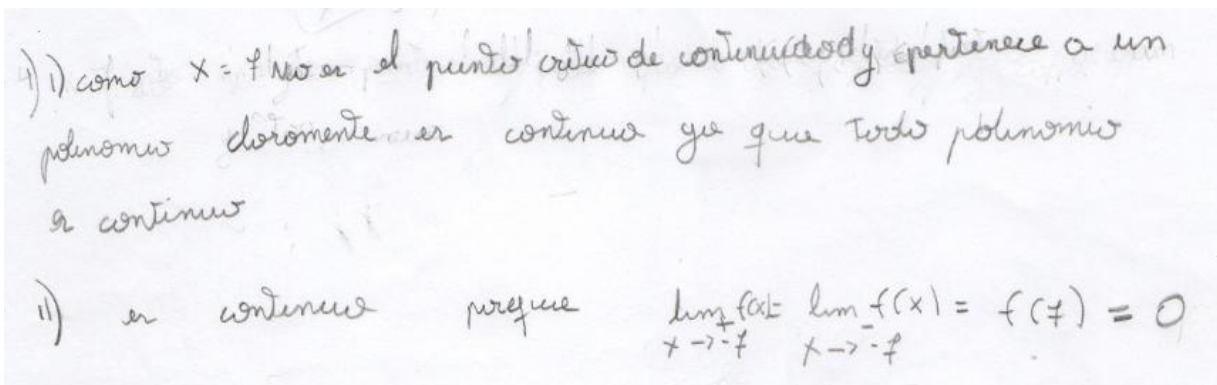 1) i) como x = 7 no es el punto critico de continuidad y pertenece a un
polinomio claramente es continua ya que todo polinomio
es continuo
ii) es continua porque lim f(x) = lim f(x) = f(7) = 0
x -> -7⁺ x -> -7⁻